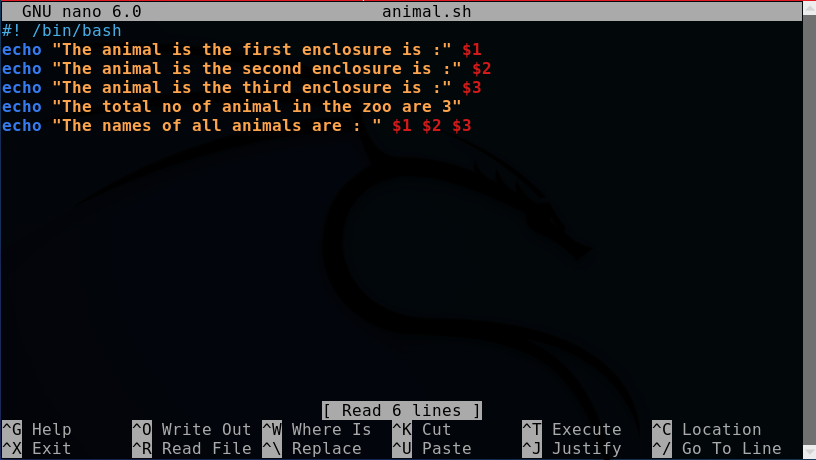 GNU nano 6.0 animal.sh
#! /bin/bash
echo "The animal is the first enclosure is :" $1
echo "The animal is the second enclosure is :" $2
echo "The animal is the third enclosure is :" $3
echo "The total no of animal in the zoo are 3"
echo "The names of all animals are : " $1 $2 $3
[ Read 6 lines ]
^G Help ^O Write Out ^W Where Is ^K Cut ^T Execute ^C Location
^X Exit ^R Read File ^\ Replace ^U Paste ^J Justify ^/ Go To Line